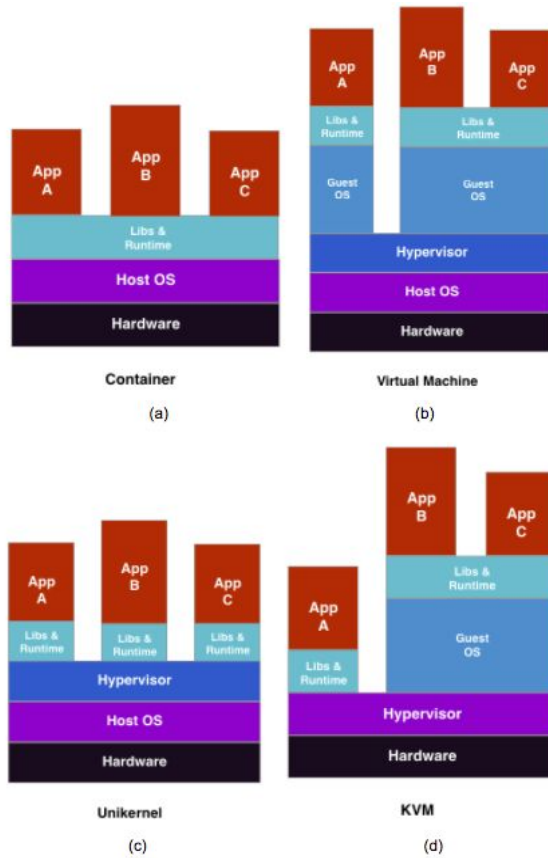 App
A
App
B
App
C
Libs &
Runtime
Host OS
Hardware
Container
(a)
App
A
App
B
App
C
Libs &
Runtime
Libs &
Runtime
Guest
OS
Guest
OS
Hypervisor
Host OS
Hardware
Virtual Machine
(b)
App
A
App
B
App
C
Libs &
Runtime
Libs &
Runtime
Libs &
Runtime
Hypervisor
Host OS
Hardware
Unikernel
(c)
App
B
App
C
App
A
Libs &
Runtime
Guest
OS
Libs &
Runtime
Hypervisor
Hardware
KVM
(d)